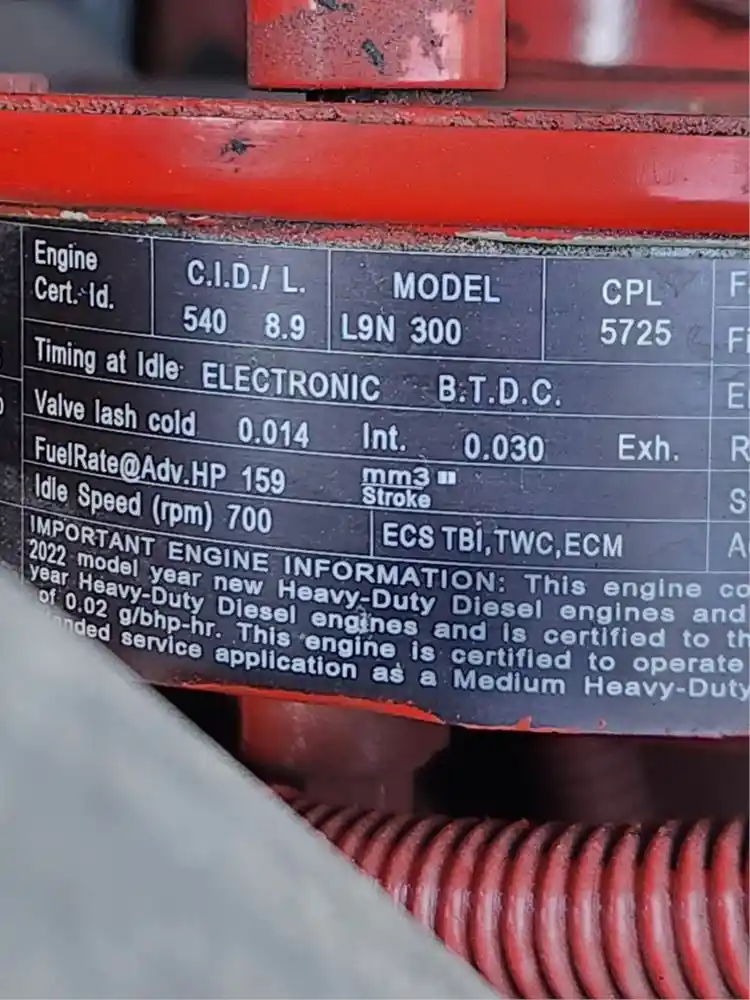 Engine
Cert. Id.
C.I.D./ L.
540 8.9
MODEL
L9N 300
CPL
5725
F
Fl
Timing at Idle ELECTRONIC B.T.D.C.
E
Valve lash cold 0.014 Int. 0.030 Exh.
R
FuelRate@Adv.HP 159 mm3
Stroke
S
Idle Speed (rpm) 700
ECS TBI,TWC,ECM
A
IMPORTANT ENGINE INFORMATION: This engine co
2022 model year new Heavy-Duty Diesel engines and
year Heavy-Duty Diesel engines and is certified to th
of 0.02 g/bhp-hr. This engine is certified to operate
nded service application as a Medium Heavy-Duty